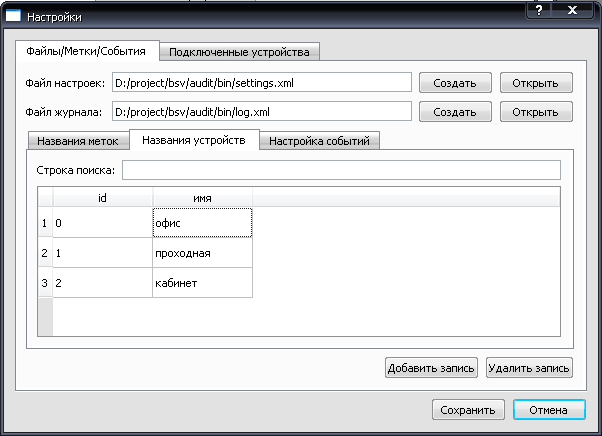 Настройки
Файлы/Метки/События Подключенные устройства
Файл настроек: D:/project/bsv/audit/bin/settings.xml Создать Открыть
Файл журнала: D:/project/bsv/audit/bin/log.xml Создать Открыть
Названия меток Названия устройств Настройка событий
Строка поиска:
id имя
1 0 офис
2 1 проходная
3 2 кабинет
Добавить запись Удалить запись
Сохранить Отмена